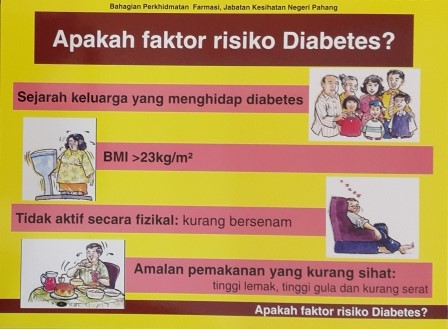 Bahagian Perkhidmatan Farmasi, Jabatan Kesihatan Negeri Pahang
Apakah faktor risiko Diabetes?
Sejarah keluarga yang menghidap diabetes
BMI >23kg/m²
Tidak aktif secara fizikal: kurang bersenam
Amalan pemakanan yang kurang sihat:
tinggi lemak, tinggi gula dan kurang serat
Apakah faktor risiko Diabetes?